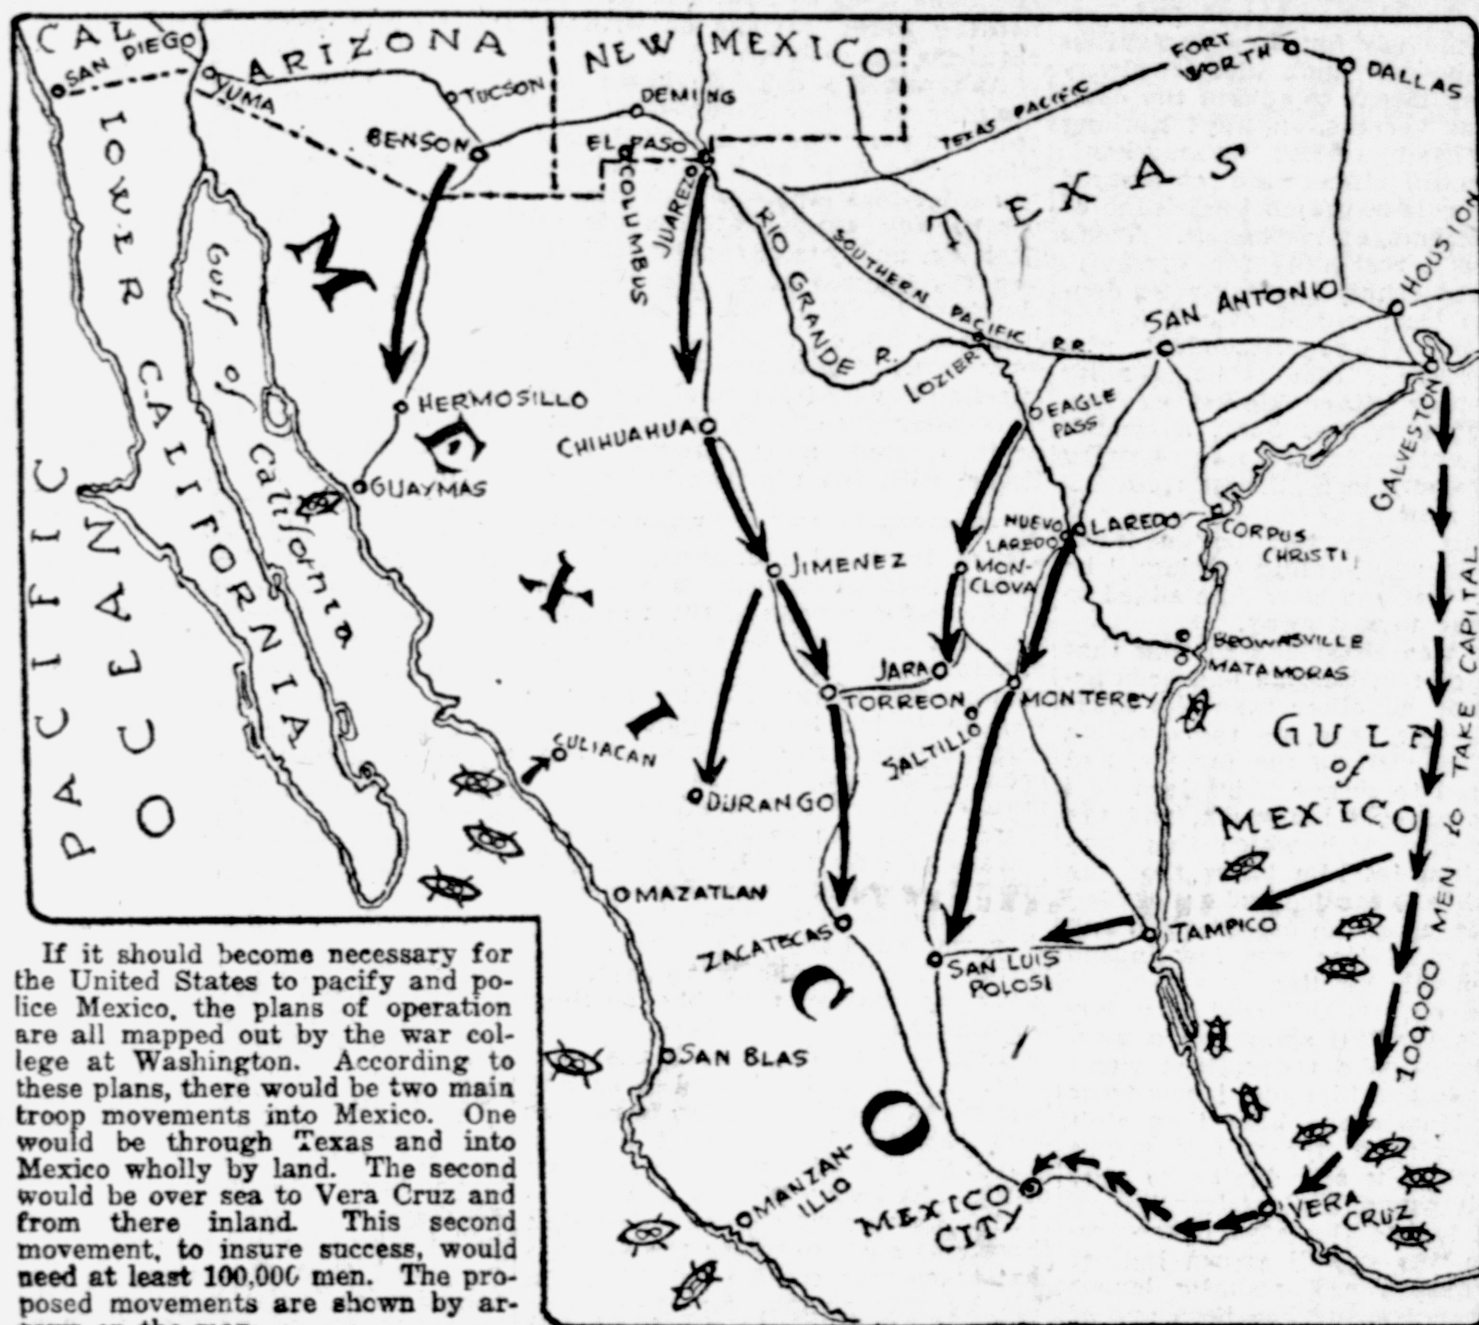 CAL
SAN DIEGO
ARIZONA
NEW MEXICO
FORT
WORTH
DALLAS
YUMA
TUCSON
DEMING
TEXAS PACIFIC
BENSON
EL PASO
COLUMBUS
JUAREZ
TEXAS
LOWER CALIFORNIA
Gulf of California
RIO GRANDE R.
SOUTHERN PACIFIC R.R.
SAN ANTONIO
HOUSTON
LOZIER
HERMOSILLO
EAGLE
PASS
GALVESTON
CHIHUAHUA
GUAYMAS
NUEVO
LAREDO
LAREDO
CORPUS
CHRISTI
PACIFIC
OCEAN
JIMENEZ
MON-
CLOVA
BROWNSVILLE
MATAMORAS
JARA
TORREON
MONTEREY
SALTILLO
CULIACAN
DURANGO
GULF
of
MEXICO
100,000 MEN to TAKE CAPITAL
MAZATLAN
ZACATECAS
SAN LUIS
POLOSI
TAMPICO
MEXICO
SAN BLAS
MANZAN-
ILLO
MEXICO
CITY
VERA
CRUZ
If it should become necessary for
the United States to pacify and po-
lice Mexico, the plans of operation
are all mapped out by the war col-
lege at Washington. According to
these plans, there would be two main
troop movements into Mexico. One
would be through Texas and into
Mexico wholly by land. The second
would be over sea to Vera Cruz and
from there inland. This second
movement, to insure success, would
need at least 100,000 men. The pro-
posed movements are shown by ar-